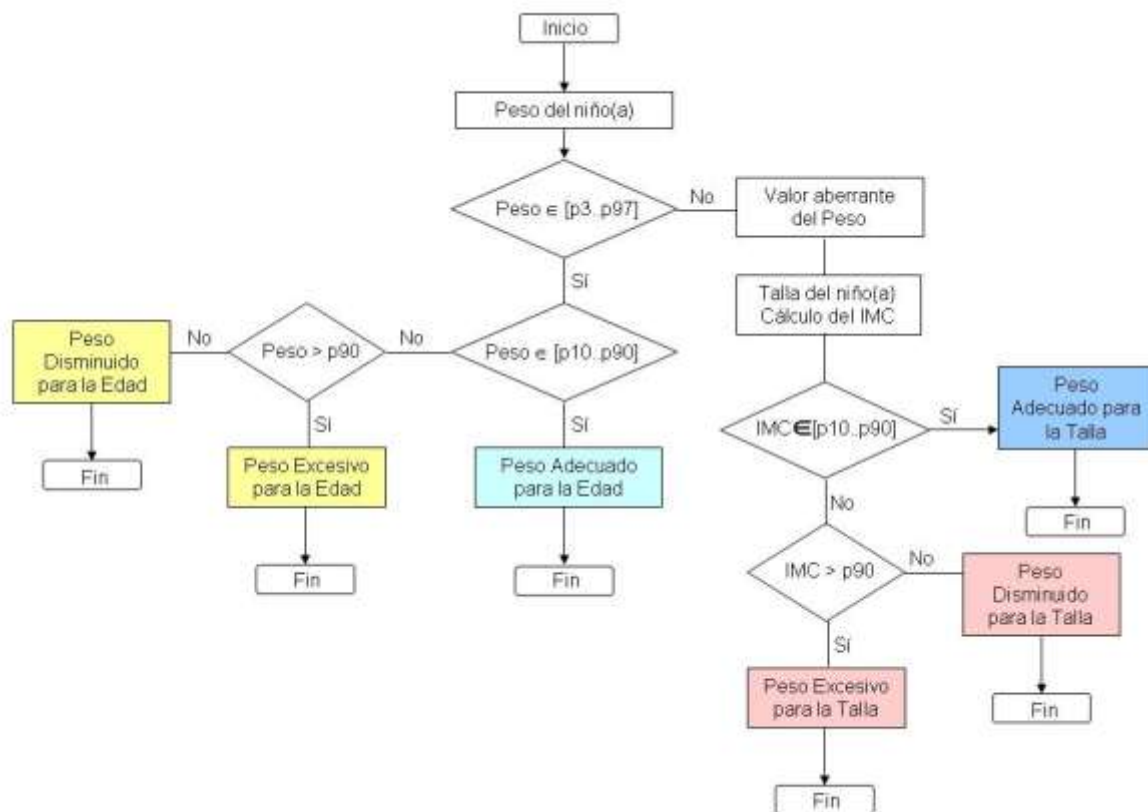 Inicio
Peso del niño(a)
Peso ∈ [p3..p97]
No
Valor aberrante
del Peso
Sí
Talla del niño(a)
Cálculo del IMC
Peso ∈ [p10..p90]
No
Peso > p90
No
Peso
Disminuido
para la Edad
Fin
Sí
Peso Excesivo
para la Edad
Fin
Sí
Peso Adecuado
para la Edad
Fin
IMC∈[p10..p90]
Sí
Peso
Adecuado para
la Talla
Fin
No
IMC > p90
No
Peso
Disminuido
para la Talla
Fin
Sí
Peso Excesivo
para la Talla
Fin